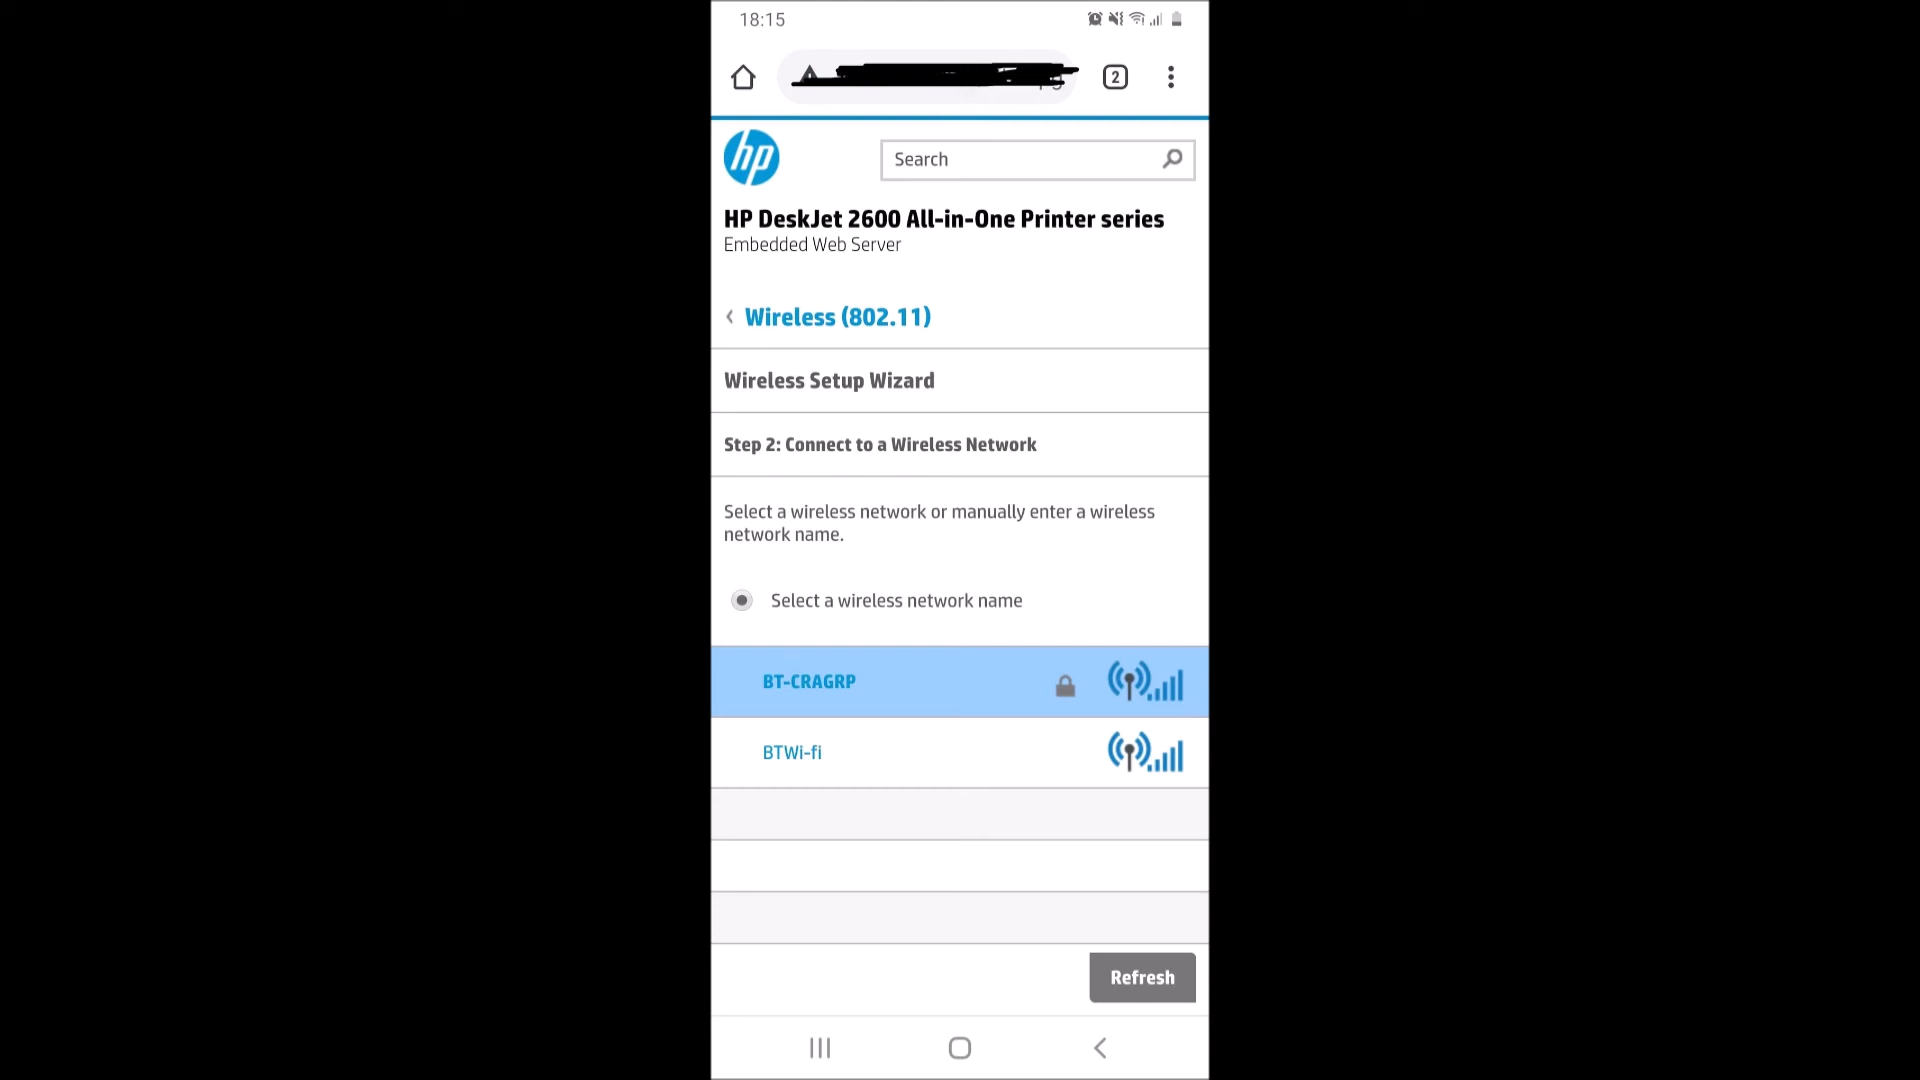 18:15
2
hp
Search
HP DeskJet 2600 All-in-One Printer series
Embedded Web Server
Wireless (802.11)
Wireless Setup Wizard
Step 2: Connect to a Wireless Network
Select a wireless network or manually enter a wireless
network name.
Select a wireless network name
BT-CRAGRP
BTWi-fi
Refresh